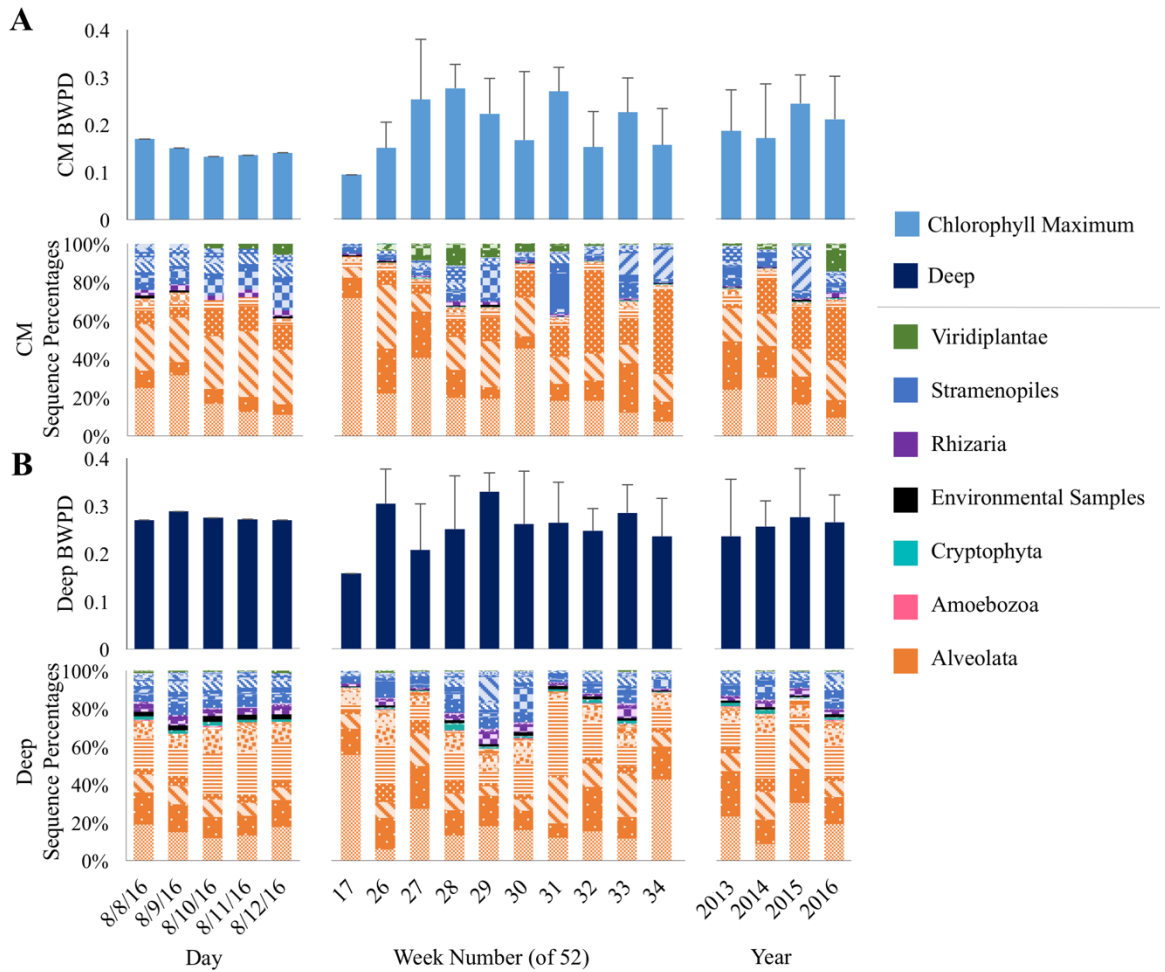 A
CM BWPD
0.4
0.3
0.2
0.1
0
CM
Sequence Percentages
100%
80%
60%
40%
20%
0%
B
Deep BWPD
0.4
0.3
0.2
0.1
0
Deep
Sequence Percentages
100%
80%
60%
40%
20%
0%
8/8/16
8/9/16
8/10/16
8/11/16
8/12/16
17
26
27
28
29
30
31
32
33
34
2013
2014
2015
2016
Day
Week Number (of 52)
Year
Chlorophyll Maximum
Deep
Viridiplantae
Stramenopiles
Rhizaria
Environmental Samples
Cryptophyta
Amoebozoa
Alveolata